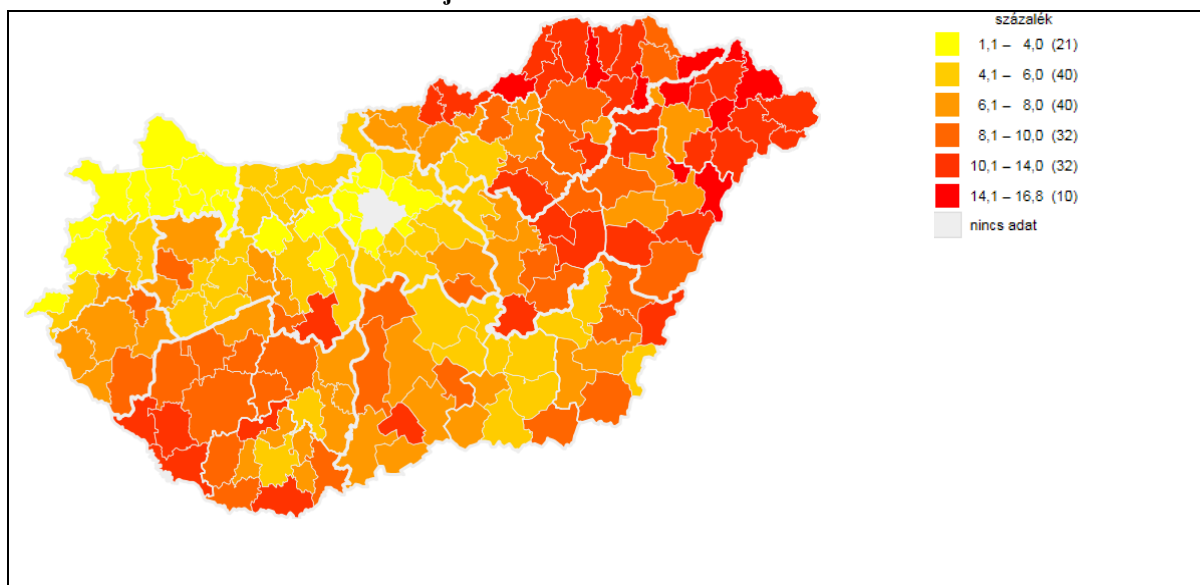 százalék
1,1 – 4,0 (21)
4,1 – 6,0 (40)
6,1 – 8,0 (40)
8,1 – 10,0 (32)
10,1 – 14,0 (32)
14,1 – 16,8 (10)
nincs adat